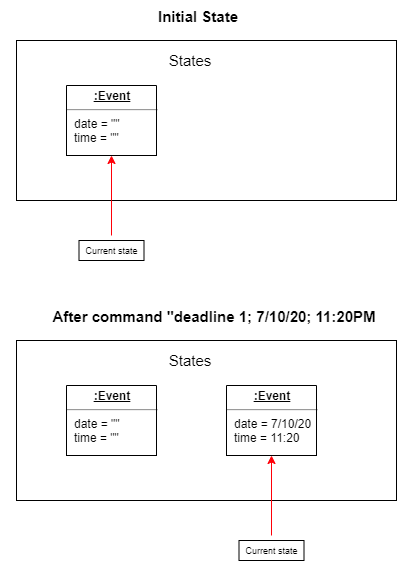 Initial State
States
:Event
date = ""
time = ""
Current state
After command "deadline 1; 7/10/20; 11:20PM
States
:Event
date = ""
time = ""
:Event
date = 7/10/20
time = 11:20
Current state